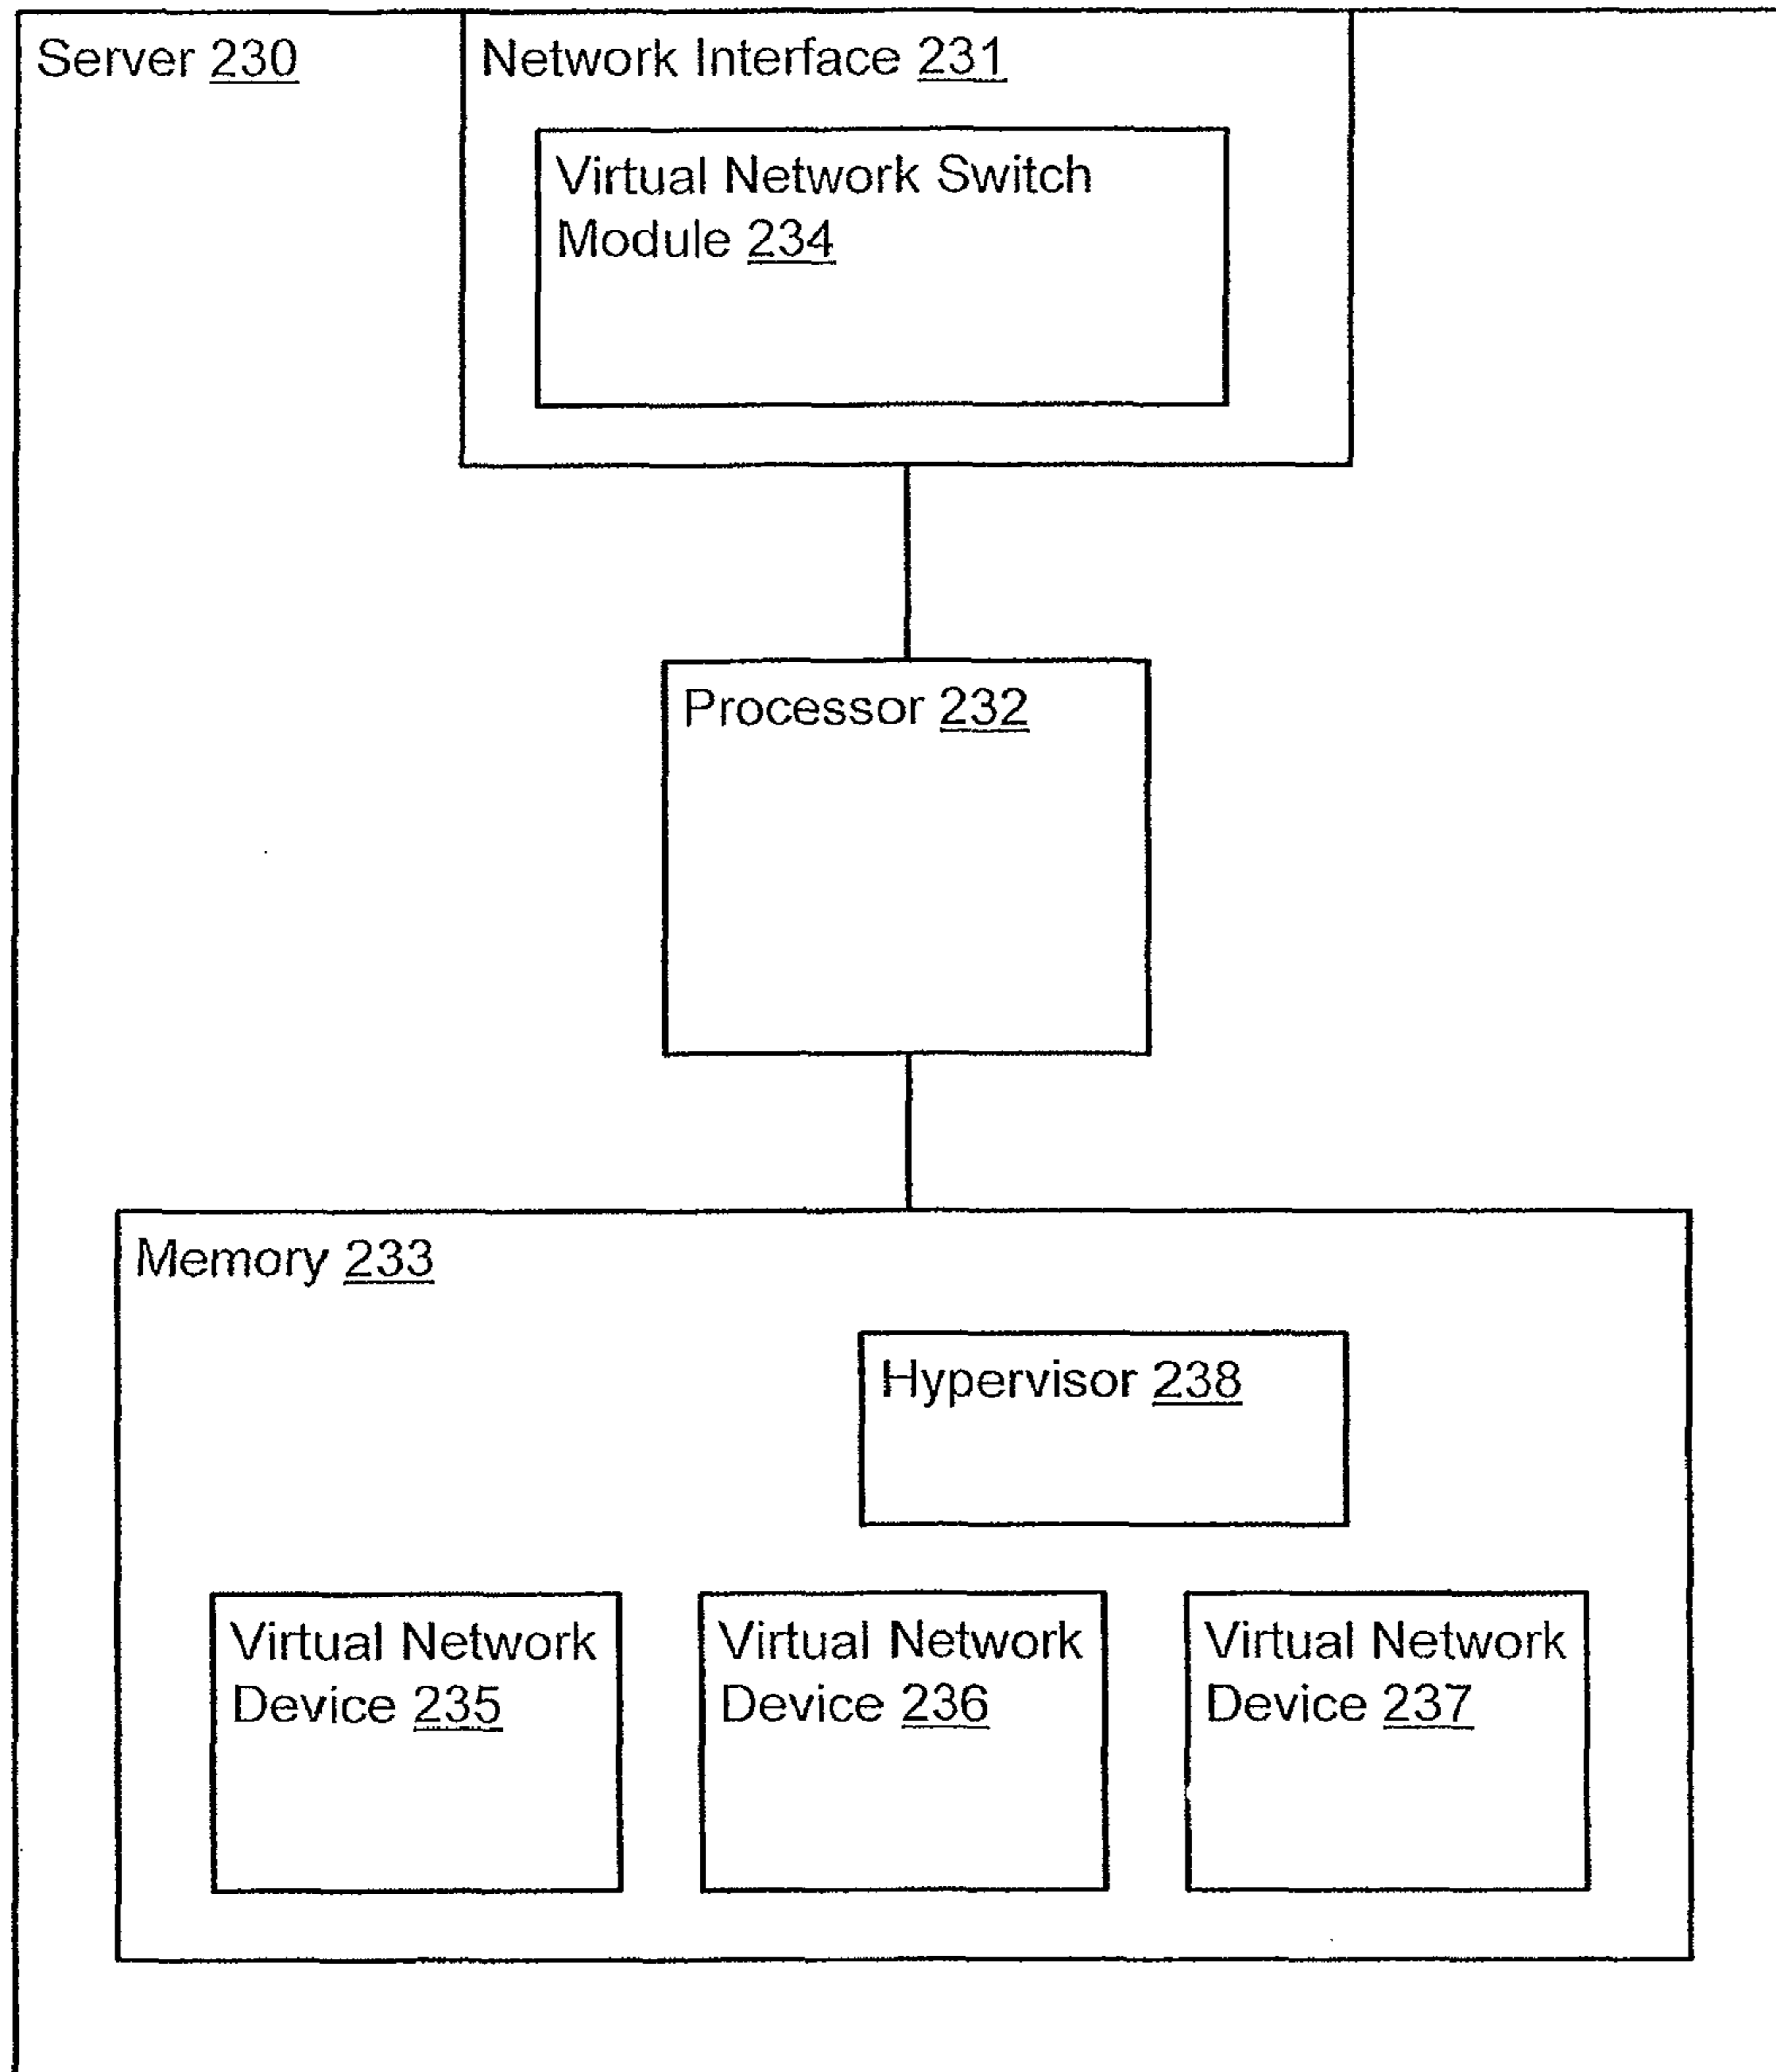 Server 230
Network Interface 231
Virtual Network Switch
Module 234
Processor 232
Memory 233
Hypervisor 238
Virtual Network
Device 235
Virtual Network
Device 236
Virtual Network
Device 237